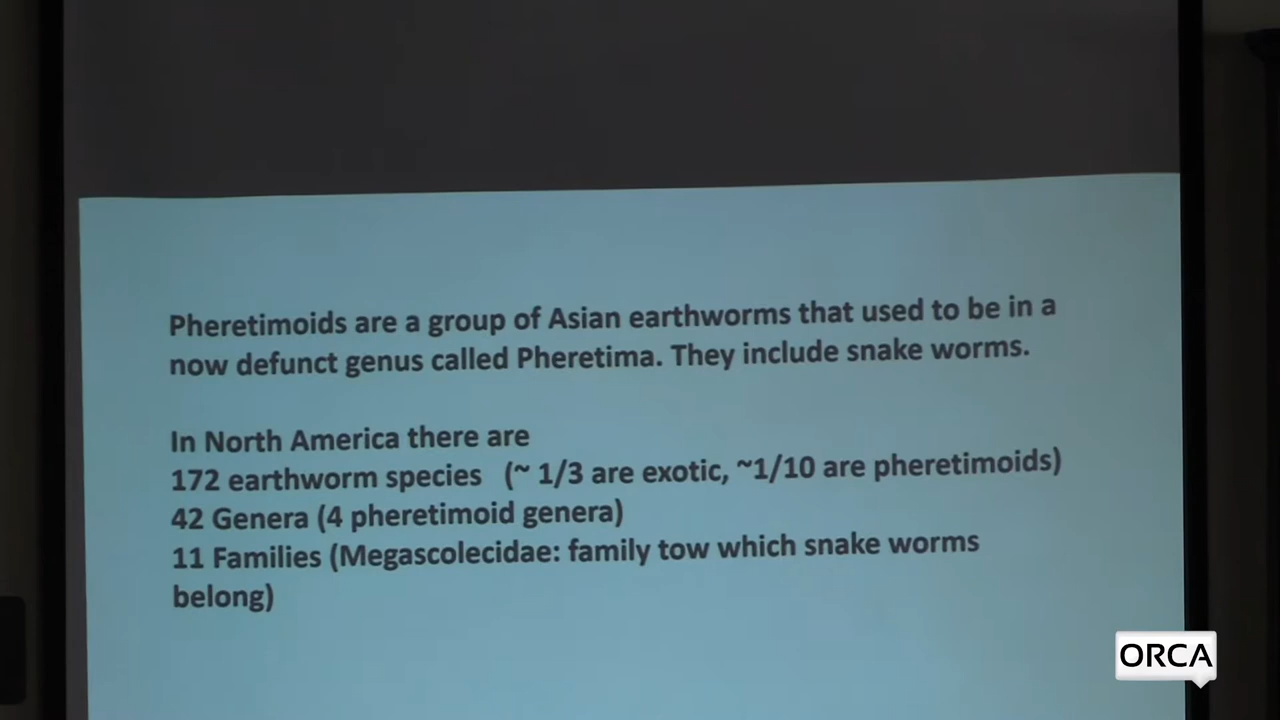 Pheretimoids are a group of Asian earthworms that used to be in a
now defunct genus called Pheretima. They include snake worms.
In North America there are
172 earthworm species (~ 1/3 are exotic, ~1/10 are pheretimoids)
42 Genera (4 pheretimoid genera)
11 Families (Megascolecidae: family tow which snake worms
belong)
ORCA